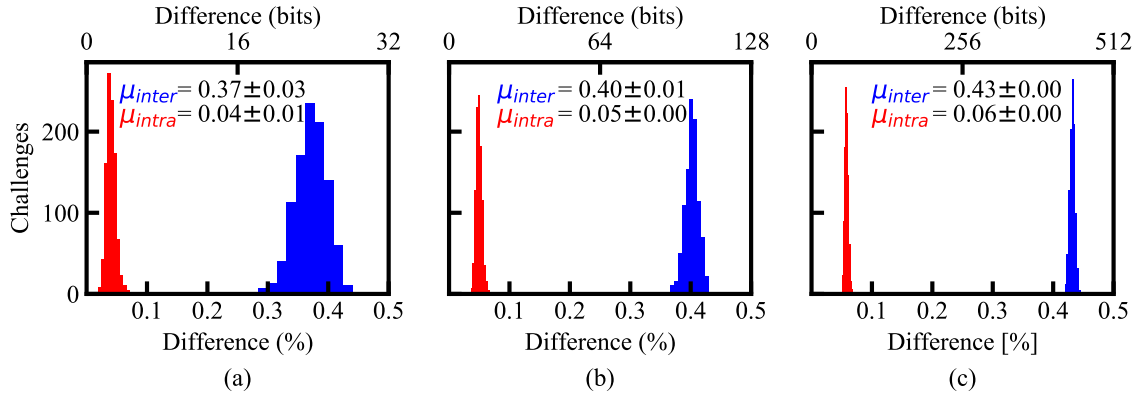 Difference (bits)
0 16 32
μinter = 0.37±0.03
μintra = 0.04±0.01
Challenges
200
100
0
0.1 0.2 0.3 0.4 0.5
Difference (%)
(a)
Difference (bits)
0 64 128
μinter = 0.40±0.01
μintra = 0.05±0.00
0.1 0.2 0.3 0.4 0.5
Difference (%)
(b)
Difference (bits)
0 256 512
μinter = 0.43±0.00
μintra = 0.06±0.00
0.1 0.2 0.3 0.4 0.5
Difference [%]
(c)